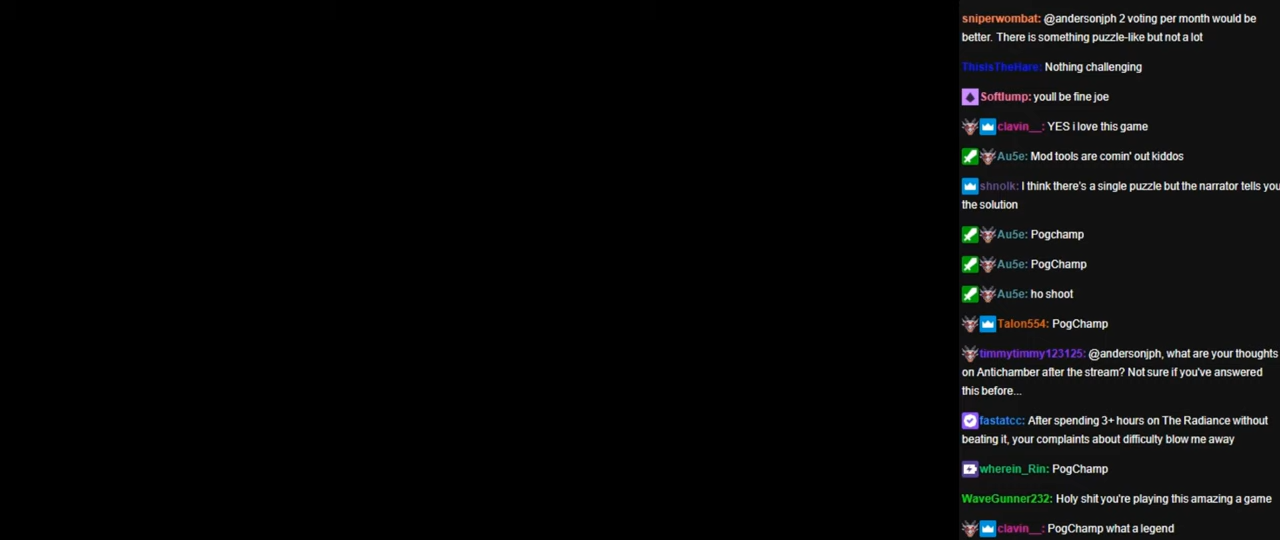 sniperwombat: @andersonjph 2 voting per month would be
better. There is something puzzle-like but not a lot
ThisIsTheHare: Nothing challenging
Softlump: youll be fine joe
clavin__: YES i love this game
Au5e: Mod tools are comin' out kiddos
shnolk: I think there's a single puzzle but the narrator tells you
the solution
Au5e: Pogchamp
Au5e: PogChamp
Au5e: ho shoot
Talon554: PogChamp
timmytimmy123125: @andersonjph, what are your thoughts
on Antichamber after the stream? Not sure if you've answered
this before...
fastatcc: After spending 3+ hours on The Radiance without
beating it, your complaints about difficulty blow me away
wherein_Rin: PogChamp
WaveGunner232: Holy shit you're playing this amazing a game
clavin__: PogChamp what a legend